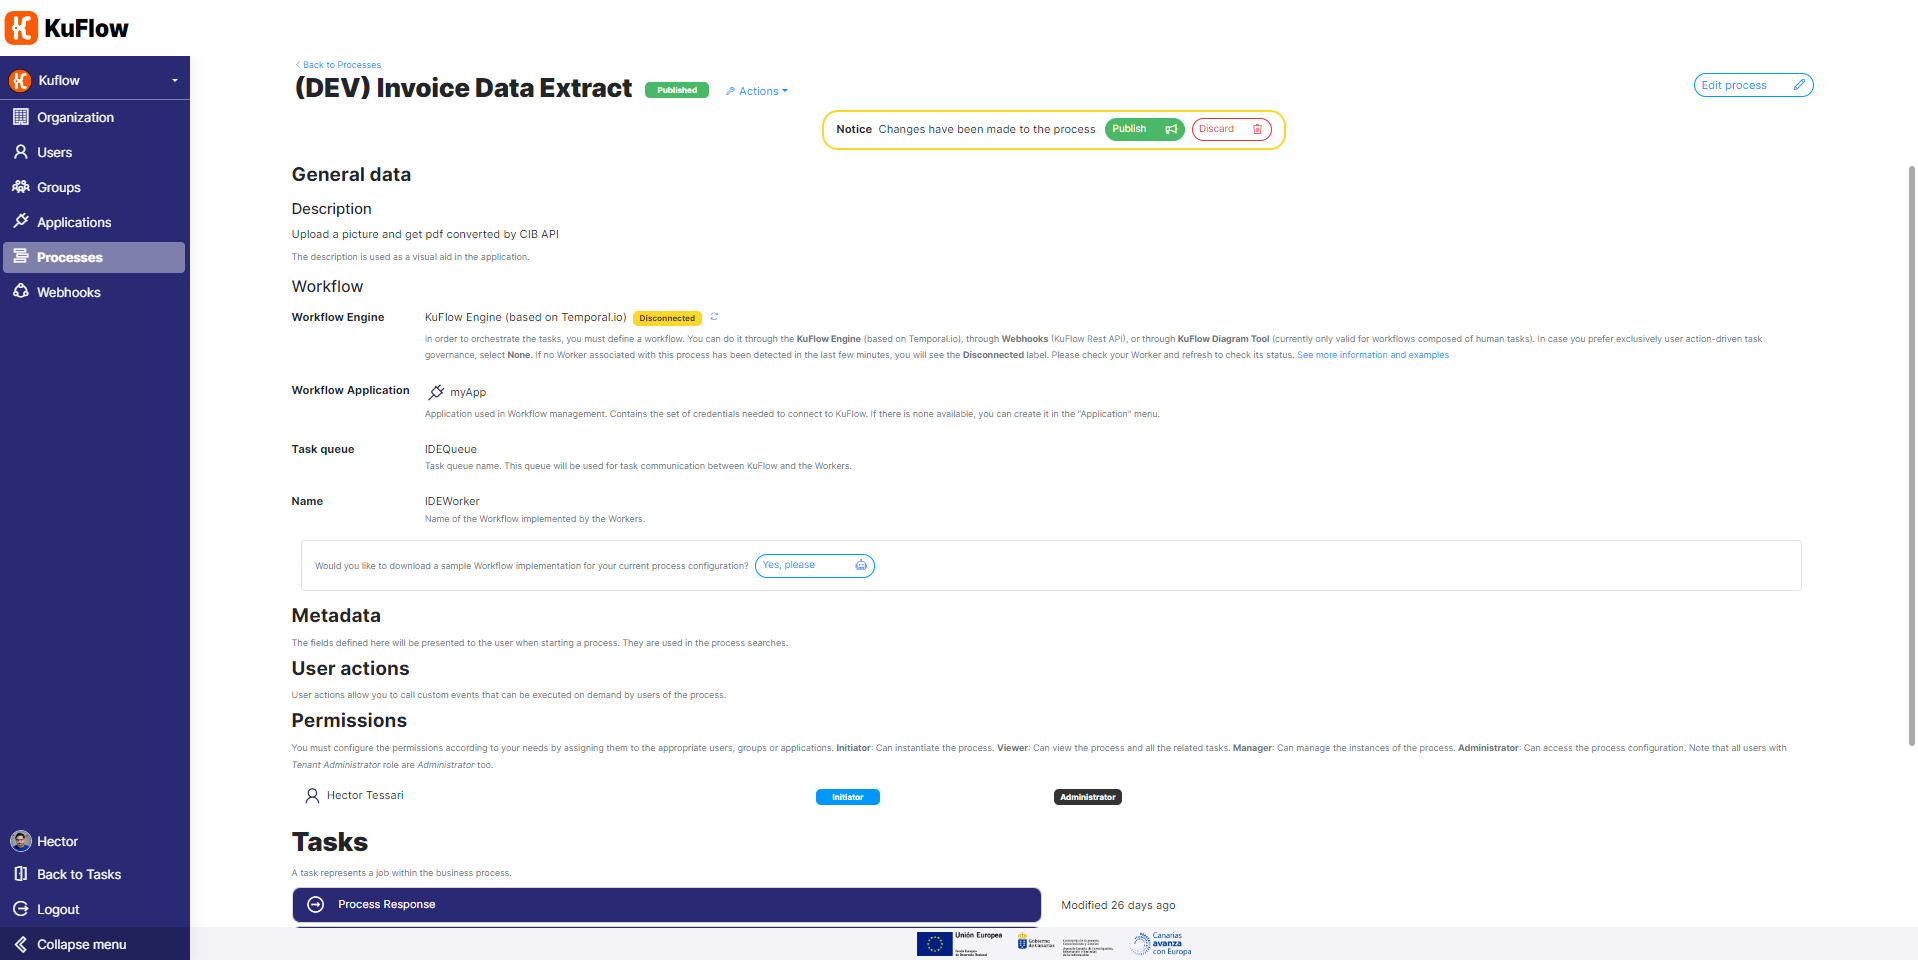 KuFlow
Kuflow
Organization
Users
Groups
Applications
Processes
Webhooks
Hector
Back to Tasks
Logout
Collapse menu
Back to Processes
(DEV) Invoice Data Extract Published Actions
Edit process
Notice Changes have been made to the process Publish Discard
General data
Description
Upload a picture and get pdf converted by CIB API
The description is used as a visual aid in the application.
Workflow
Workflow Engine KuFlow Engine (based on Temporal.io) Disconnected
In order to orchestrate the tasks, you must define a workflow. You can do it through the KuFlow Engine (based on Temporal.io), through Webhooks (KuFlow Rest API), or through KuFlow Diagram Tool (currently only valid for workflows composed of human tasks). In case you prefer exclusively user action-driven task
governance, select None. If no Worker associated with this process has been detected in the last few minutes, you will see the Disconnected label. Please check your Worker and refresh to check its status. See more information and examples
Workflow Application myApp
Application used in Workflow management. Contains the set of credentials needed to connect to KuFlow. If there is none available, you can create it in the "Application" menu.
Task queue IDEQueue
Task queue name. This queue will be used for task communication between KuFlow and the Workers.
Name IDEWorker
Name of the Workflow implemented by the Workers.
Would you like to download a sample Workflow implementation for your current process configuration? Yes, please
Metadata
The fields defined here will be presented to the user when starting a process. They are used in the process searches.
User actions
User actions allow you to call custom events that can be executed on demand by users of the process.
Permissions
You must configure the permissions according to your needs by assigning them to the appropriate users, groups or applications. Initiator: Can instantiate the process. Viewer: Can view the process and all the related tasks. Manager: Can manage the instances of the process. Administrator: Can access the process configuration. Note that all users with
Tenant Administrator role are Administrator too.
Hector Tessari Initiator Administrator
Tasks
A task represents a job within the business process.
Process Response Modified 26 days ago
Unión Europea
Gobierno
de Canarias
Canarias
avanza
con Europa